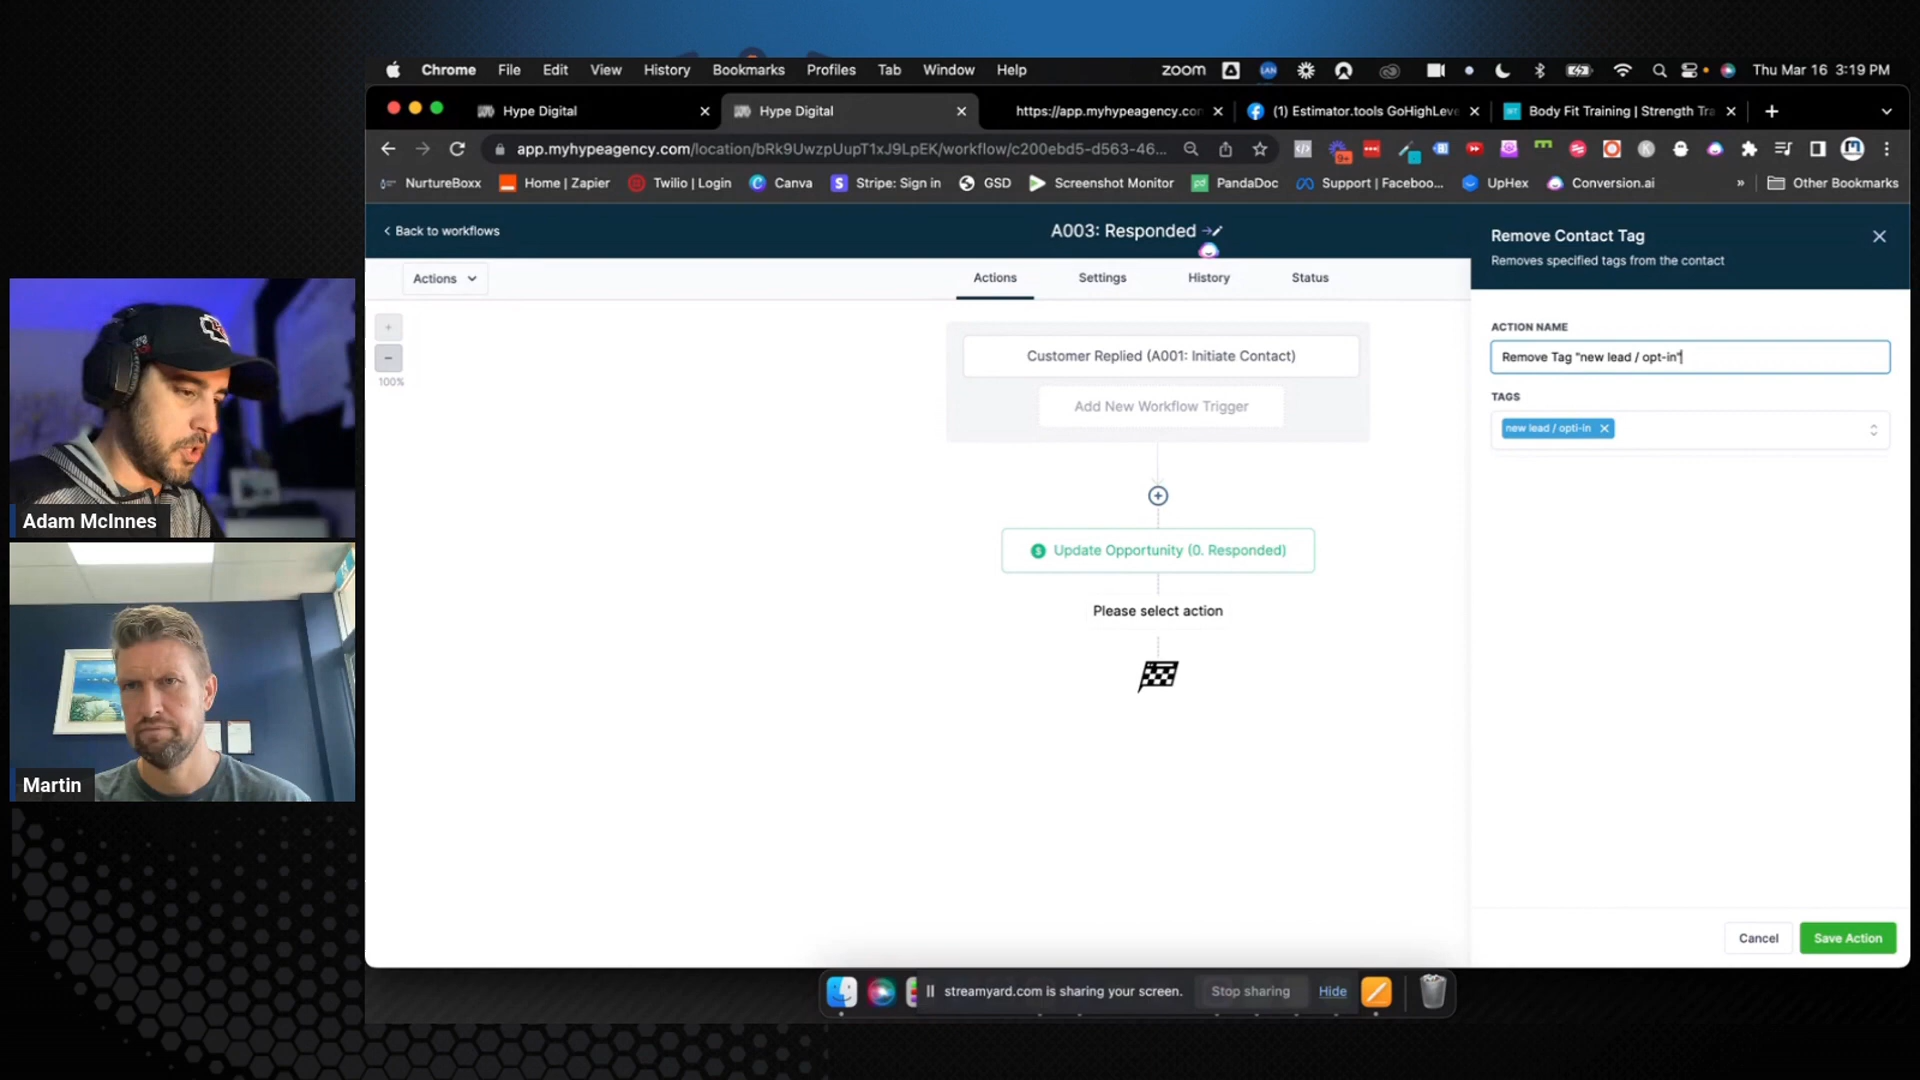 Chrome File Edit View History Bookmarks Profiles Tab Window Help zoom LAN Thu Mar 16 3:19 PM
Hype Digital Hype Digital https://app.myhypeagency.con (1) Estimator.tools GoHighLeve Body Fit Training | Strength Tra
app.myhypeagency.com/location/bRk9UwzpUupT1xJ9LpEK/workflow/c200ebd5-d563-46... 9+
NurtureBoxx Home | Zapier Twilio | Login Canva Stripe: Sign in GSD Screenshot Monitor PandaDoc Support | Faceboo... UpHex Conversion.ai » Other Bookmarks
Back to workflows
A003: Responded
Actions
Actions Settings History Status
100%
Customer Replied (A001: Initiate Contact)
Add New Workflow Trigger
Update Opportunity (0. Responded)
Please select action
Remove Contact Tag
Removes specified tags from the contact
ACTION NAME
Remove Tag "new lead / opt-in"
TAGS
new lead / opti-in
Cancel Save Action
streamyard.com is sharing your screen. Stop sharing Hide
Adam McInnes
Martin